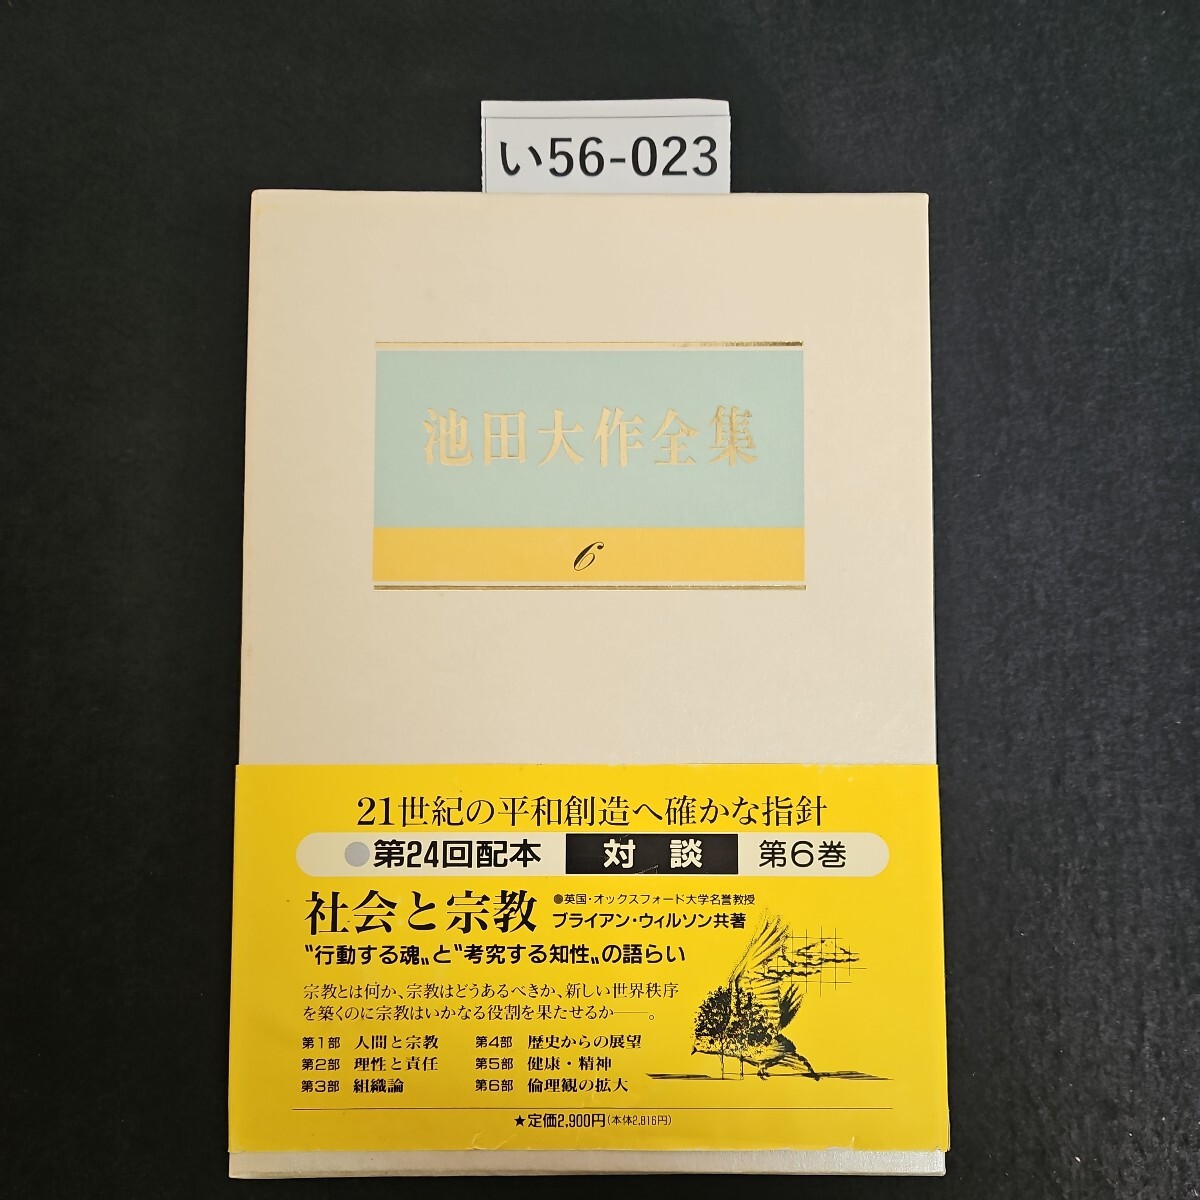 い56-023
池田大作全集
6
21世紀の平和創造へ確かな指針
●第24回配本 対談 第6巻
社会と宗教
●英国・オックスフォード大学名誉教授
ブライアン・ウィルソン共著
〝行動する魂〟と〝考究する知性〟の語らい
宗教とは何か、宗教はどうあるべきか、新しい世界秩序
を築くのに宗教はいかなる役割を果たせるか——。
第1部 人間と宗教
第2部 理性と責任
第3部 組織論
第4部 歴史からの展望
第5部 健康・精神
第6部 倫理観の拡大
★定価2,900円(本体2,816円)